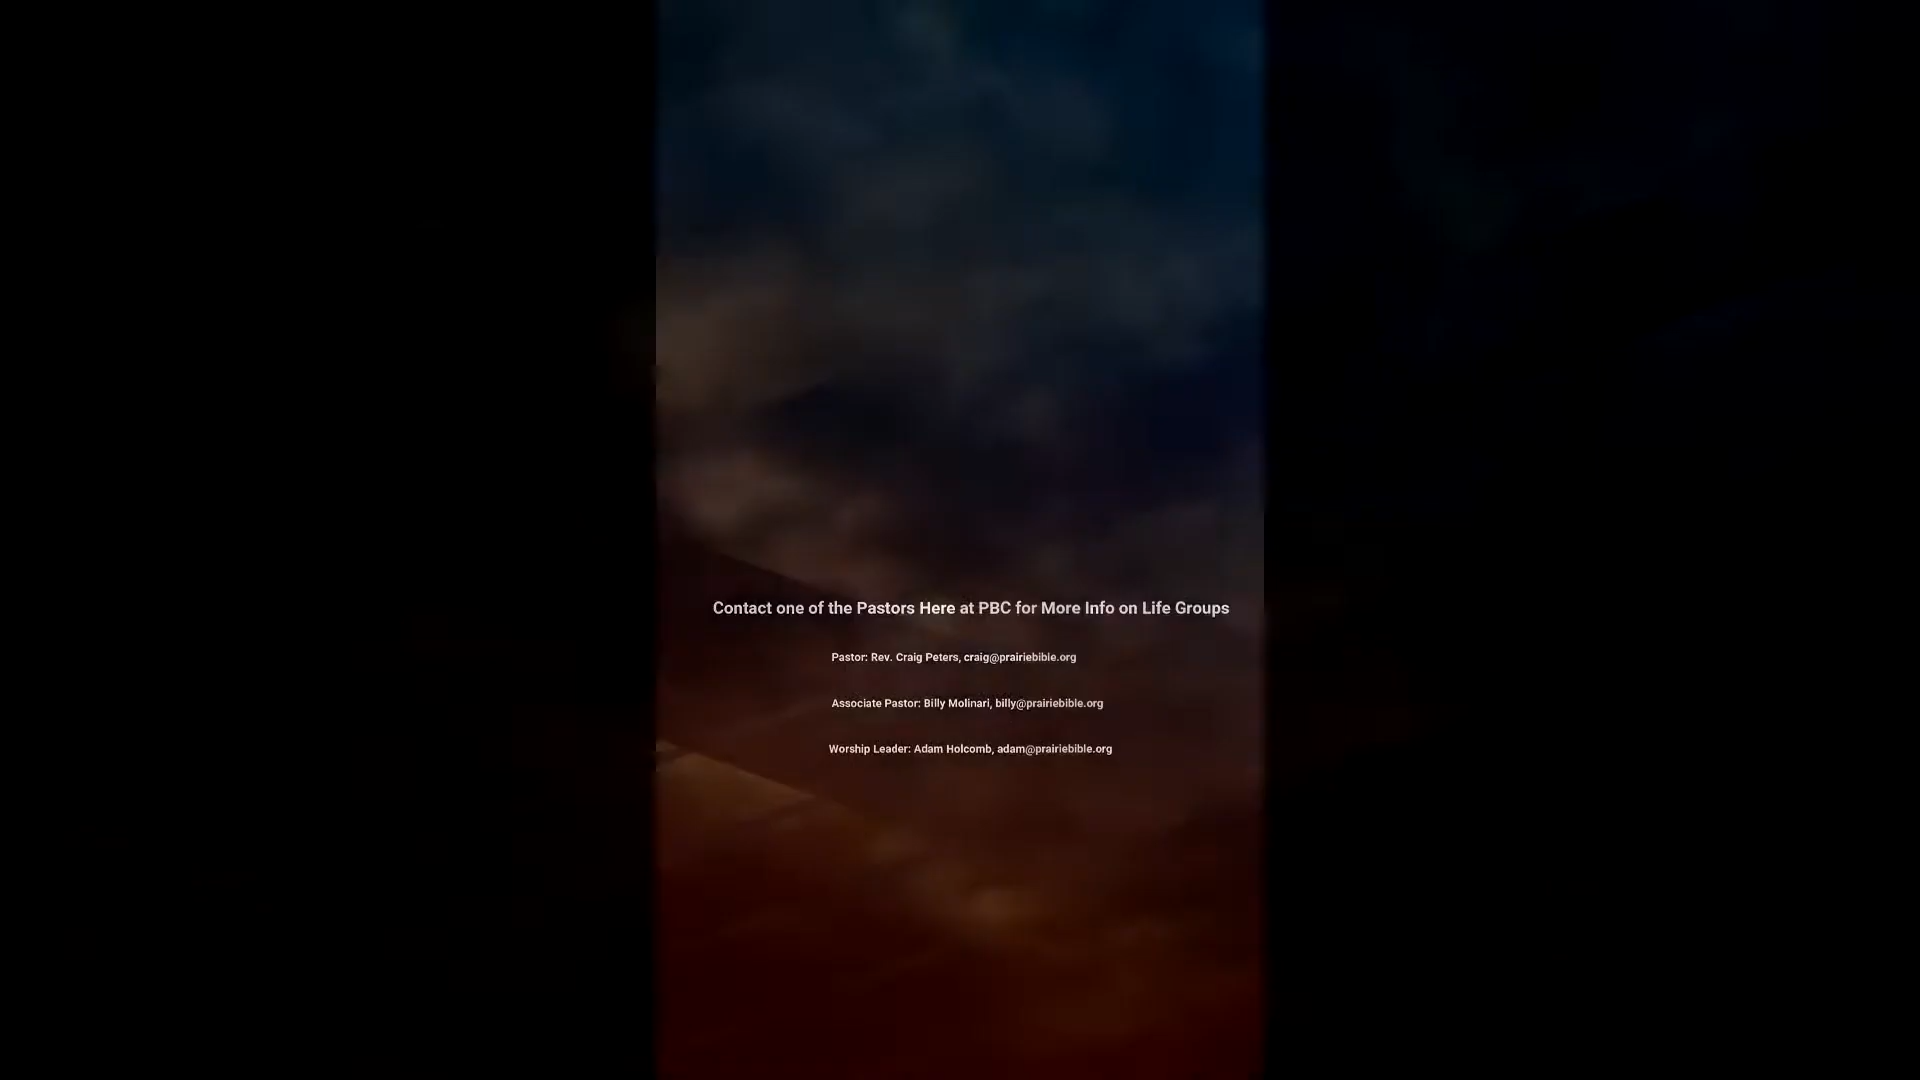 Contact one of the Pastors Here at PBC for More Info on Life Groups
Pastor: Rev. Craig Peters, craig@prairiebible.org
Associate Pastor: Billy Molinari, billy@prairiebible.org
Worship Leader: Adam Holcomb, adam@prairiebible.org